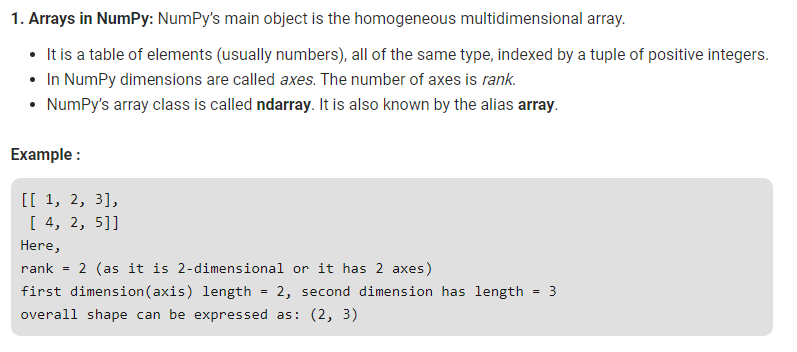 1. Arrays in NumPy: NumPy’s main object is the homogeneous multidimensional array.
• It is a table of elements (usually numbers), all of the same type, indexed by a tuple of positive integers.
• In NumPy dimensions are called axes. The number of axes is rank.
• NumPy’s array class is called ndarray. It is also known by the alias array.
Example :
[[ 1, 2, 3],
 [ 4, 2, 5]]
Here,
rank = 2 (as it is 2-dimensional or it has 2 axes)
first dimension(axis) length = 2, second dimension has length = 3
overall shape can be expressed as: (2, 3)